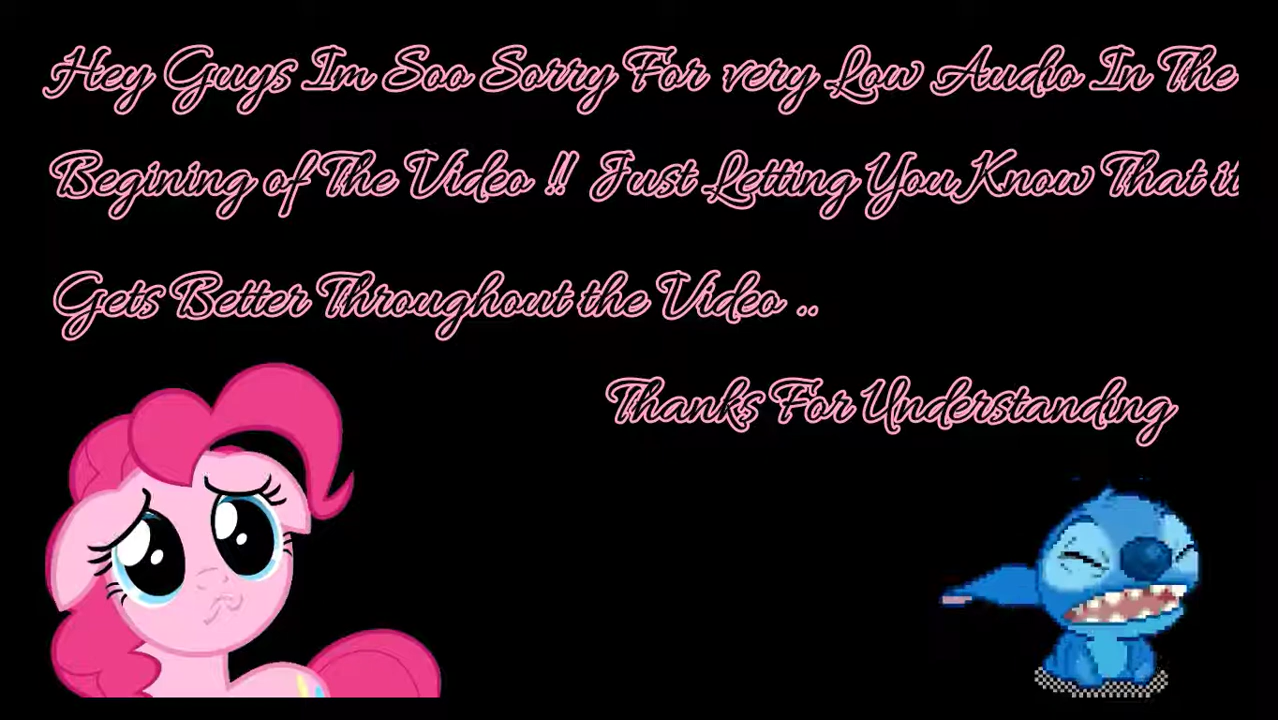 Hey Guys Im Soo Sorry For very Low Audio In The
Begining of The Video !! Just Letting You Know That it
Gets Better Throughout the Video ..
Thanks For Understanding